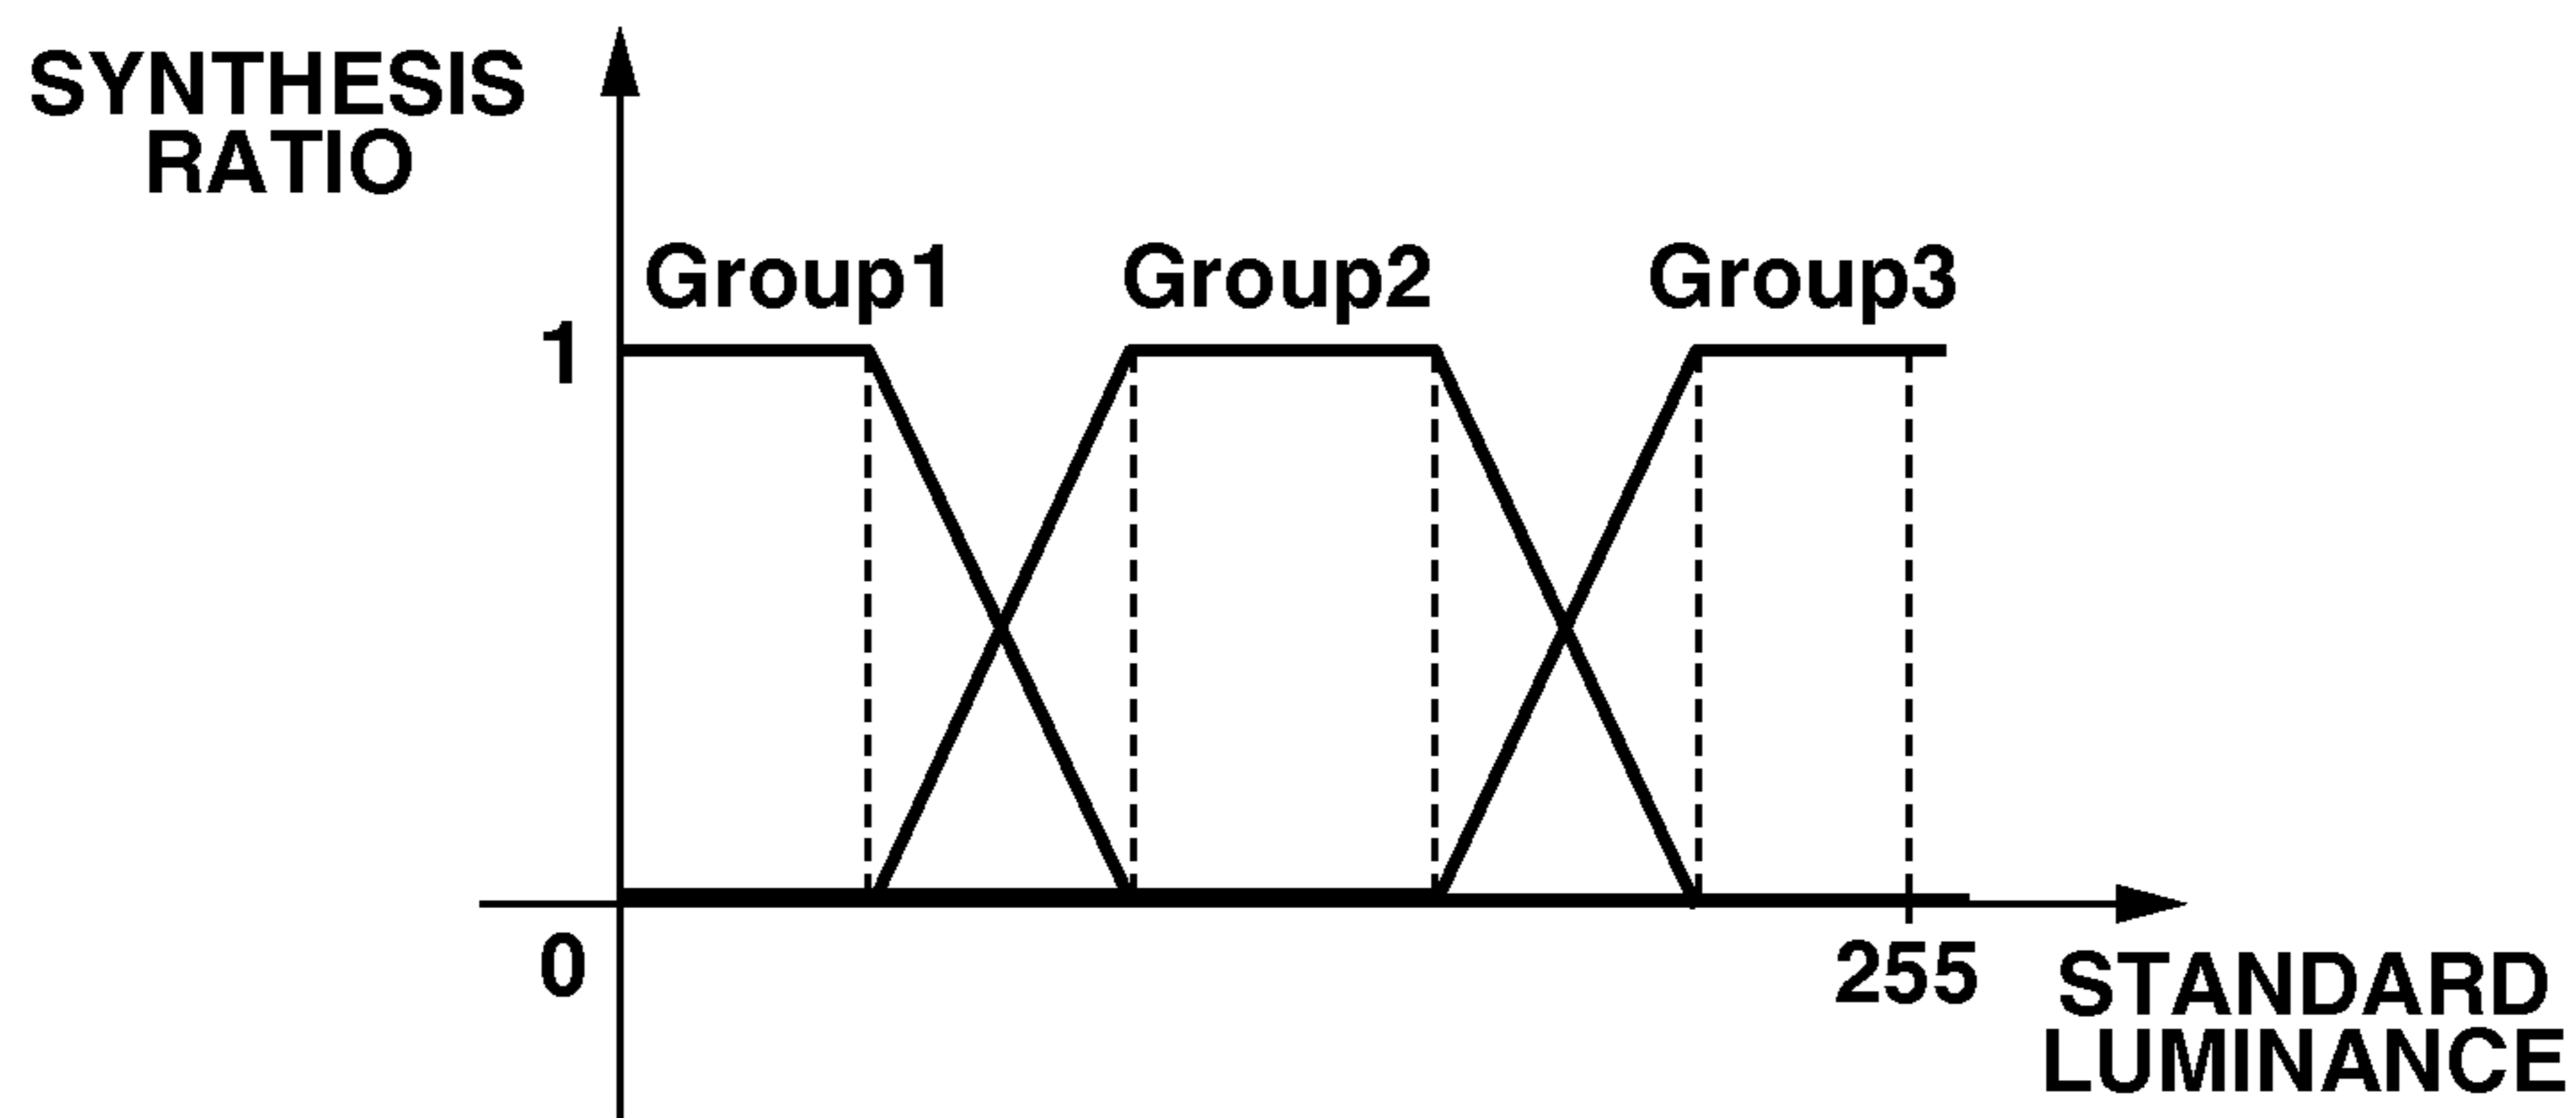 SYNTHESIS
RATIO
Group1 Group2 Group3
1
0
255
STANDARD
LUMINANCE